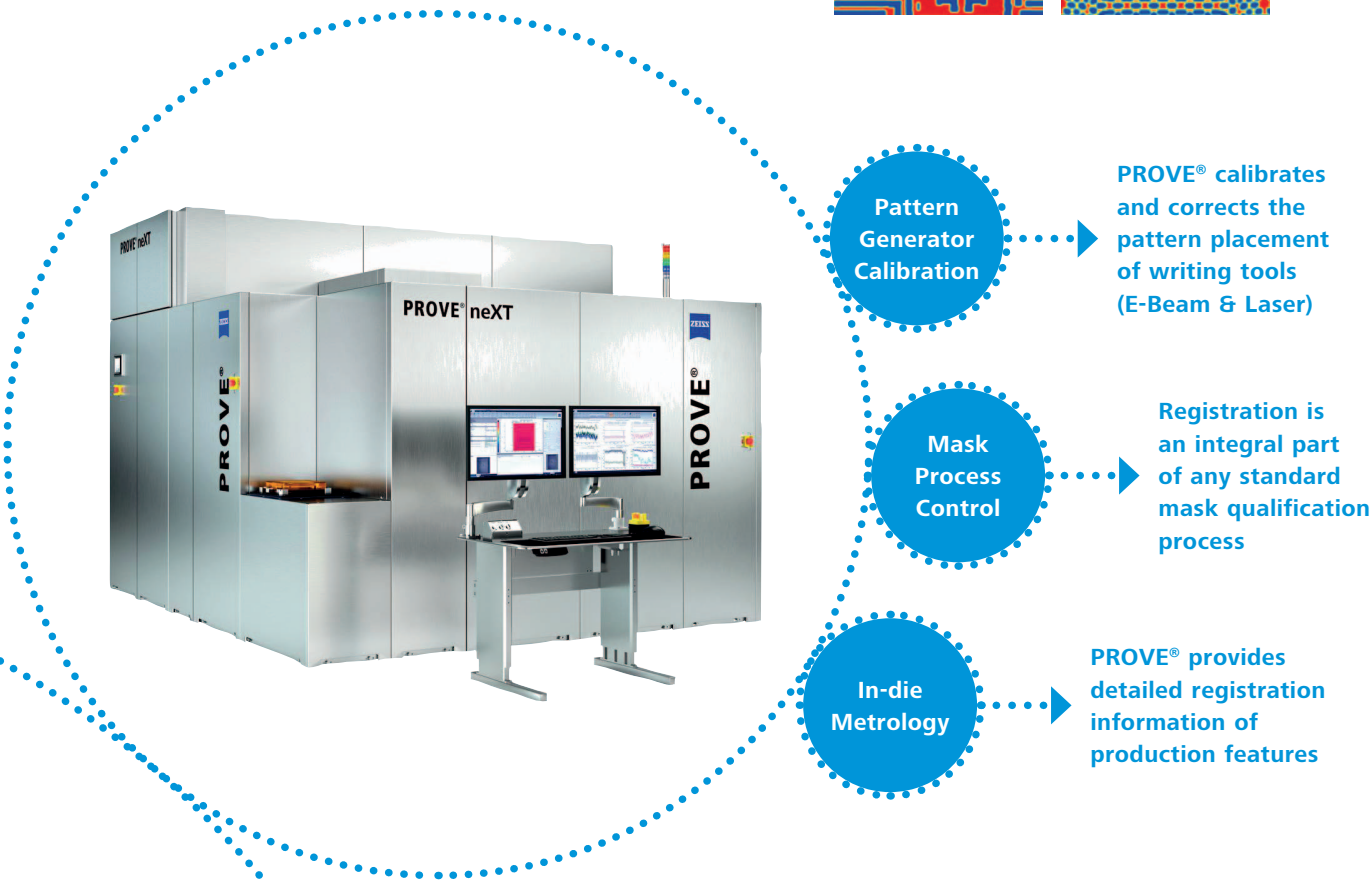 PROVE® neXT
PROVE® neXT
ZEISS
PROVE®
ZEISS
PROVE®
Pattern
Generator
Calibration
PROVE® calibrates
and corrects the
pattern placement
of writing tools
(E-Beam & Laser)
Mask
Process
Control
Registration is
an integral part
of any standard
mask qualification
process
In-die
Metrology
PROVE® provides
detailed registration
information of
production features